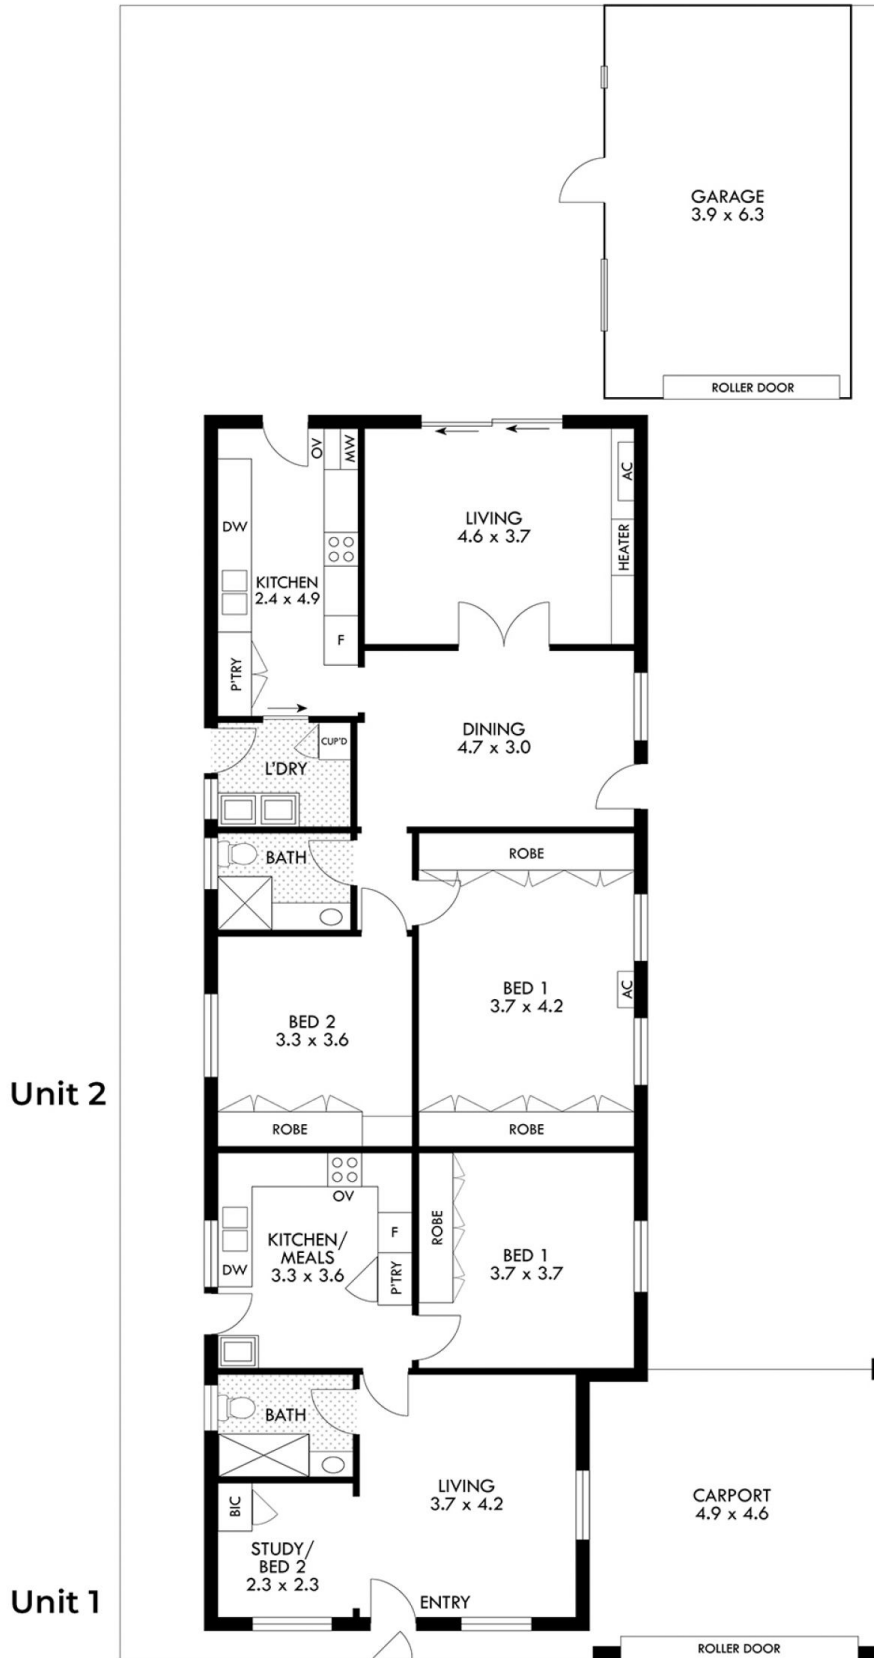 GARAGE
3.9 x 6.3
ROLLER DOOR
OV
MW
DW
KITCHEN
2.4 x 4.9
F
P'TRY
LIVING
4.6 x 3.7
AC
HEATER
DINING
4.7 x 3.0
CUP'D
L'DRY
BATH
ROBE
BED 1
3.7 x 4.2
AC
BED 2
3.3 x 3.6
Unit 2
ROBE
ROBE
OV
KITCHEN/
MEALS
3.3 x 3.6
DW
F
P'TRY
ROBE
BED 1
3.7 x 3.7
BATH
LIVING
3.7 x 4.2
CARPORT
4.9 x 4.6
BIC
STUDY/
BED 2
2.3 x 2.3
ENTRY
Unit 1
ROLLER DOOR